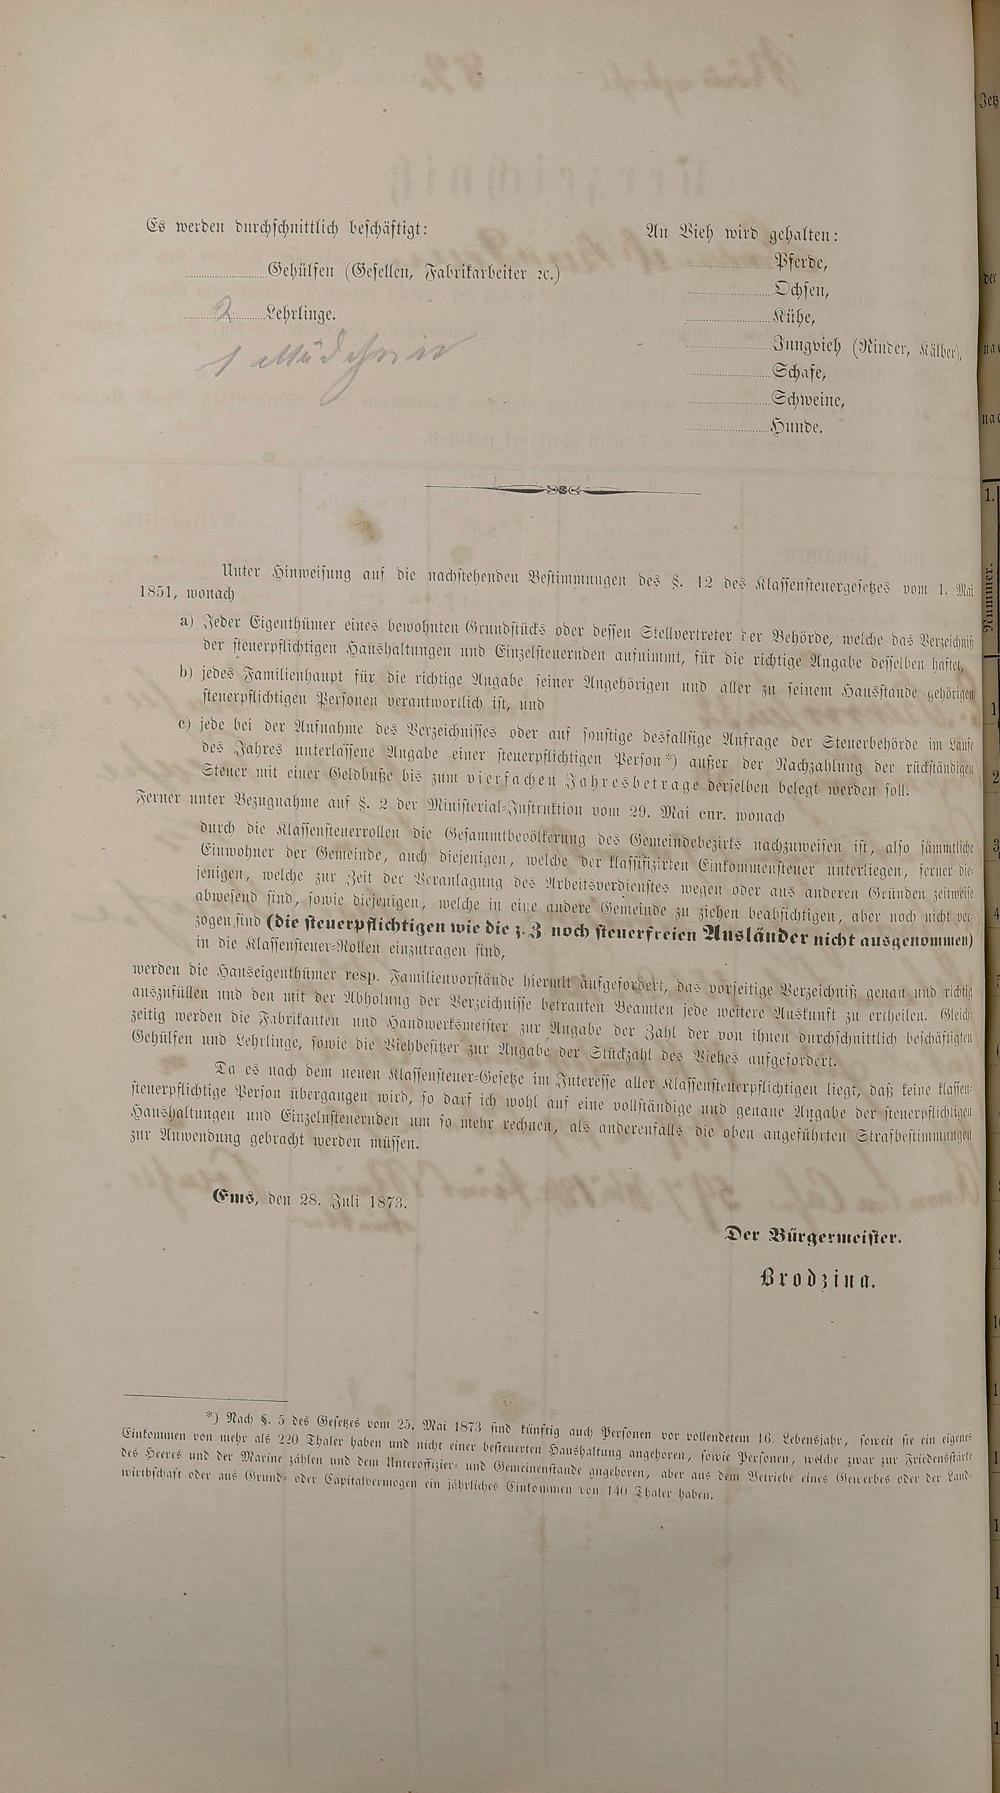 Es werden durchschnittlich beschäftigt:
Gehülfen (Gesellen, Fabrikarbeiter ꝛc.)
2 Lehrlinge.
1 Mädchen
An Vieh wird gehalten:
Pferde,
Ochsen,
Kühe,
Jungvieh (Rinder, Kälber),
Schafe,
Schweine,
Hunde.
Unter Hinweisung auf die nachstehenden Bestimmungen des §. 12 des Klassensteuergesetzes vom 1. Mai
1851, wonach
a) Jeder Eigenthümer eines bewohnten Grundstücks oder dessen Stellvertreter der Behörde, welche das Verzeichniß
der steuerpflichtigen Haushaltungen und Einzelsteuernden aufnimmt, für die richtige Angabe desselben haftet,
b) jedes Familienhaupt für die richtige Angabe seiner Angehörigen und aller zu seinem Hausstande gehörigen
steuerpflichtigen Personen verantwortlich ist, und
c) jede bei der Aufnahme des Verzeichnisses oder auf sonstige desfallsige Anfrage der Steuerbehörde im Laufe
des Jahres unterlassene Angabe einer steuerpflichtigen Person*) außer der Nachzahlung der rückständigen
Steuer mit einer Geldbuße bis zum vierfachen Jahresbetrage derselben belegt werden soll.
Ferner unter Bezugnahme auf §. 2 der Ministerial-Instruktion vom 29. Mai cur. wonach
durch die Klassensteuerrollen die Gesammtbevölkerung des Gemeindebezirks nachzuweisen ist, also sämmtliche
Einwohner der Gemeinde, auch diejenigen, welche der klassifizirten Einkommensteuer unterliegen, ferner die-
jenigen, welche zur Zeit der Veranlagung des Arbeitsverdienstes wegen oder aus anderen Gründen zeitweise
abwesend sind, sowie diejenigen, welche in eine andere Gemeinde zu ziehen beabsichtigen, aber noch nicht ver-
zogen sind (die steuerpflichtigen wie die z. Z. noch steuerfreien Ausländer nicht ausgenommen)
in die Klassensteuer-Rollen einzutragen sind,
werden die Hauseigenthümer resp. Familienvorstände hiermit aufgefordert, das vorseitige Verzeichniß genau und richtig
auszufüllen und den mit der Abholung der Verzeichnisse betrauten Beamten jede weitere Auskunft zu ertheilen. Gleich-
zeitig werden die Fabrikanten und Handwerksmeister zur Angabe der Zahl der von ihnen durchschnittlich beschäftigten
Gehülfen und Lehrlinge, sowie die Viehbesitzer zur Angabe der Stückzahl des Viehes aufgefordert.
Da es nach dem neuen Klassensteuer-Gesetze im Interesse aller Klassensteuerpflichtigen liegt, daß keine klassen-
steuerpflichtige Person übergangen wird, so darf ich wohl auf eine vollständige und genaue Angabe der steuerpflichtigen
Haushaltungen und Einzelnsteuernden um so mehr rechnen, als anderenfalls die oben angeführten Strafbestimmungen
zur Anwendung gebracht werden müssen.
Ems, den 28. Juli 1873.
Der Bürgermeister.
Brodzina.
*) Nach §. 5 des Gesetzes vom 25. Mai 1873 sind künftig auch Personen vor vollendetem 16. Lebensjahr, soweit sie ein eigenes
Einkommen von mehr als 220 Thaler haben und nicht einer besteuerten Haushaltung angehören, sowie Personen, welche zwar zur Friedensstärke
des Heeres und der Marine zählen und dem Unteroffizier- und Gemeinenstande angehören, aber aus dem Betriebe eines Gewerbes oder der Land-
wirthschaft oder aus Grund- oder Capitalvermögen ein jährliches Einkommen von 140 Thaler haben.